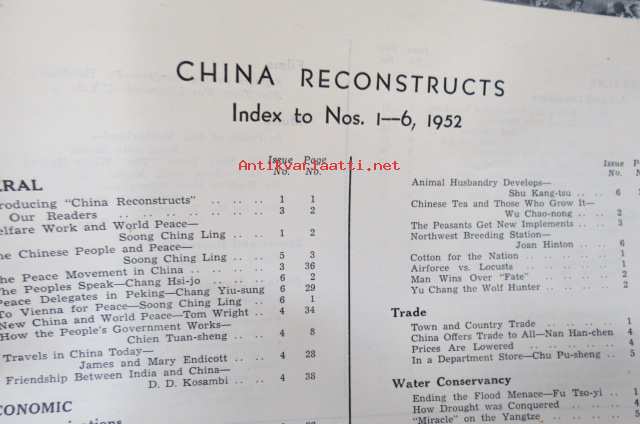 CHINA RECONSTRUCTS
Index to Nos. 1—6, 1952
Antikvariaatti.net
Issue Page
No. No.
ERAL
roducing "China Reconstructs" .. .. 1 1
Our Readers .. .. .. .. .. .. 3 2
elfare Work and World Peace—
Soong Ching Ling .. .. 1 2
he Chinese People and Peace—
Soong Ching Ling .. .. 5 3
he Peace Movement in China .. .. .. 3 36
he Peoples Speak—Chang Hsi-jo .. .. 6 2
Peace Delegates in Peking—Chang Yiu-sung 6 29
To Vienna for Peace—Soong Ching Ling .. 6 1
New China and World Peace—Tom Wright .. 4 34
How the People's Government Works—
Chien Tuan-sheng .. .. 4 8
Travels in China Today—
James and Mary Endicott .. .. 4 28
Friendship Between India and China—
D. D. Kosambi .. .. 4 38
CONOMIC
Issue
No.
Animal Husbandry Develops—
Shu Kang-tsu .. .. 6
Chinese Tea and Those Who Grow It—
Wu Chao-nong .. .. 2
The Peasants Get New Implements .. .. 3
Northwest Breeding Station—
Joan Hinton .. .. 6
Cotton for the Nation .. .. .. .. 1
Airforce vs. Locusts .. .. .. .. 1
Man Wins Over "Fate" .. .. .. .. 2
Yu Chang the Wolf Hunter .. .. .. 2
Trade
Town and Country Trade .. .. .. .. 1
China Offers Trade to All—Nan Han-chen 4
Prices Are Lowered .. .. .. .. 4
In a Department Store—Chu Pu-sheng .. 5
Water Conservancy
Ending the Flood Menace—Fu Tso-yi .. 1
How Drought was Conquered .. .. .. 4
"Miracle" on the Yangtze .. .. .. 5